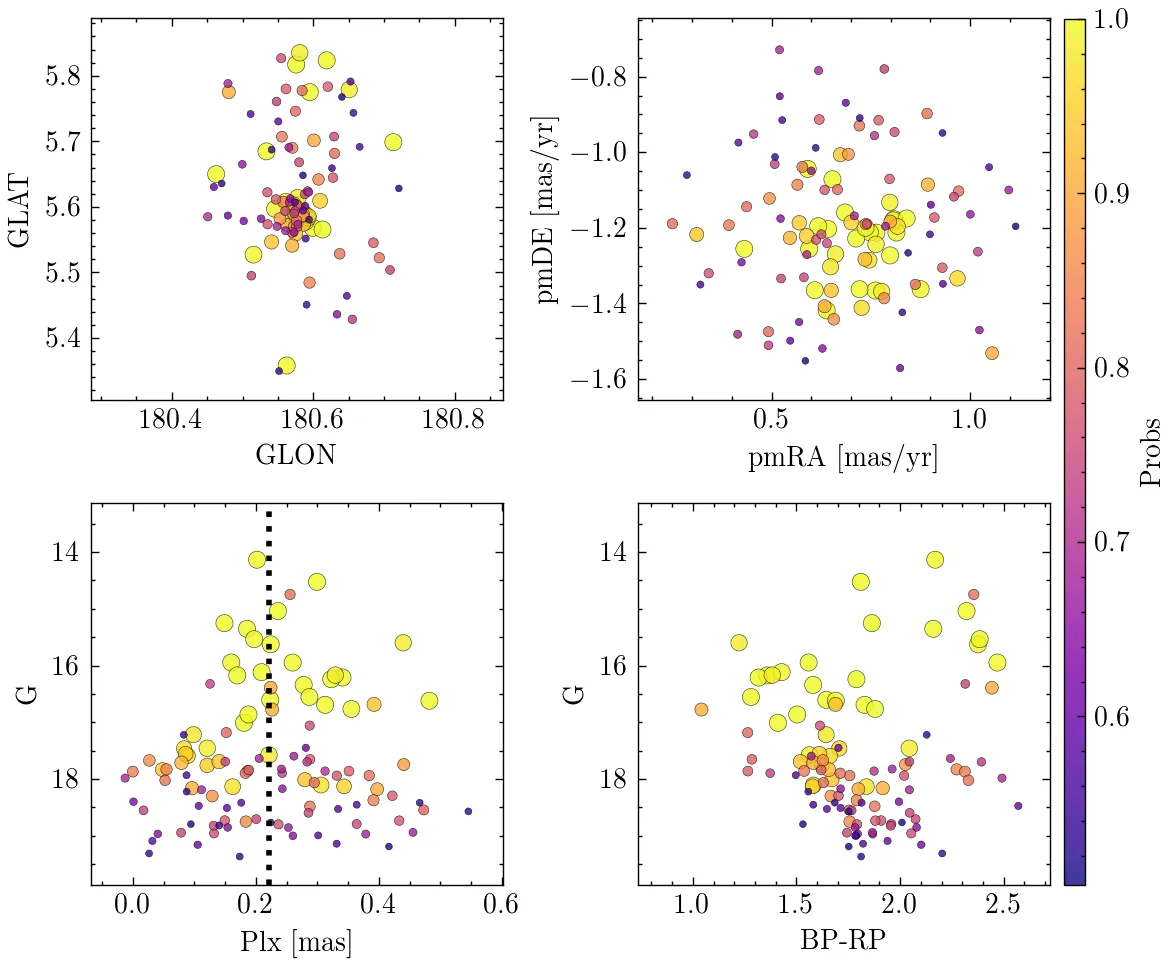 5.8
5.7
5.6
5.5
5.4
GLAT
180.4 180.6 180.8
GLON
−0.8
−1.0
−1.2
−1.4
−1.6
pmDE [mas/yr]
0.5 1.0
pmRA [mas/yr]
1.0
0.9
0.8
0.7
0.6
Probs
14
16
18
G
0.0 0.2 0.4 0.6
Plx [mas]
14
16
18
G
1.0 1.5 2.0 2.5
BP-RP